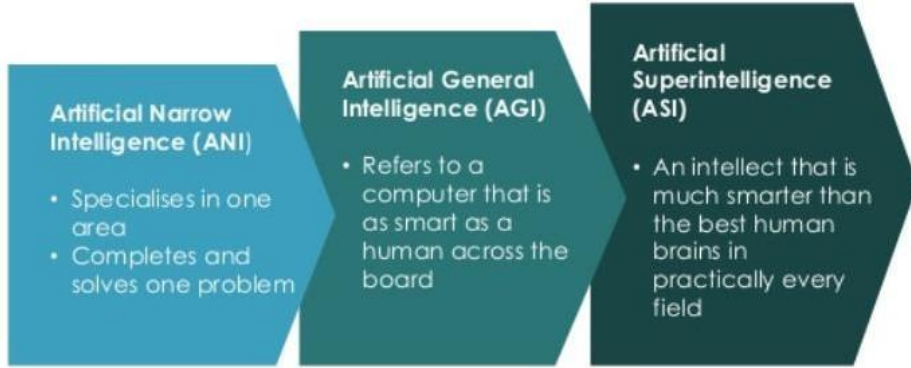 Artificial Narrow
Intelligence (ANI)
• Specialises in one
area
• Completes and
solves one problem
Artificial General
Intelligence (AGI)
• Refers to a
computer that is
as smart as a
human across the
board
Artificial
Superintelligence
(ASI)
• An intellect that is
much smarter than
the best human
brains in
practically every
field